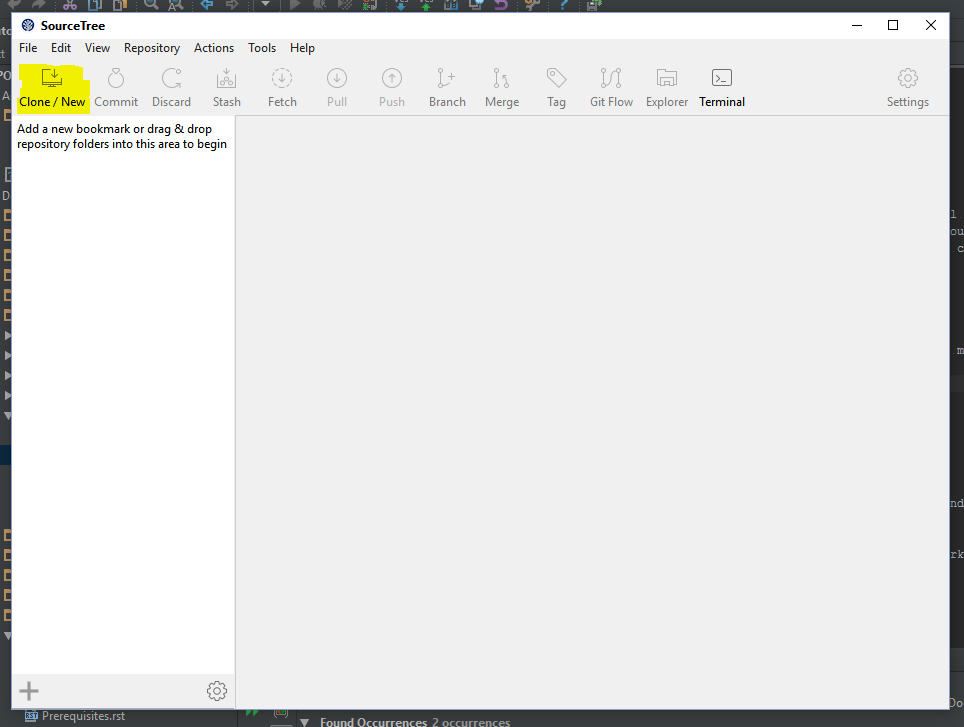 SourceTree
File Edit View Repository Actions Tools Help
Clone / New Commit Discard Stash Fetch Pull Push Branch Merge Tag Git Flow Explorer Terminal Settings
Add a new bookmark or drag & drop
repository folders into this area to begin
Prerequisites.rst
Found Occurrences 2 occurrences